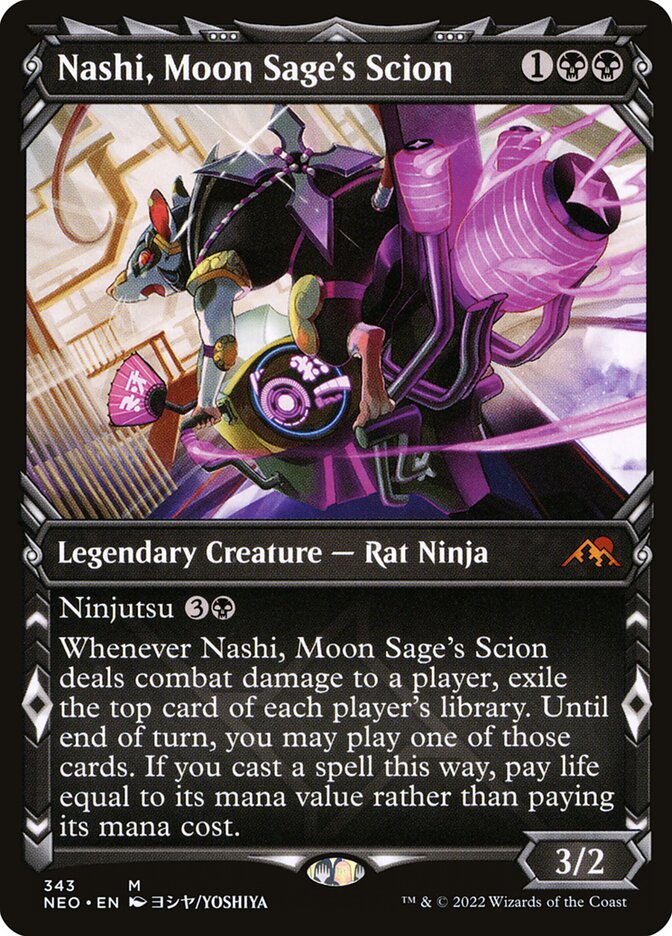 Nashi, Moon Sage's Scion 1
Legendary Creature — Rat Ninja
Ninjutsu 3
Whenever Nashi, Moon Sage's Scion
deals combat damage to a player, exile
the top card of each player's library. Until
end of turn, you may play one of those
cards. If you cast a spell this way, pay life
equal to its mana value rather than paying
its mana cost.
3/2
343 M
NEO • EN ヨシヤ/YOSHIYA
™ & © 2022 Wizards of the Coast